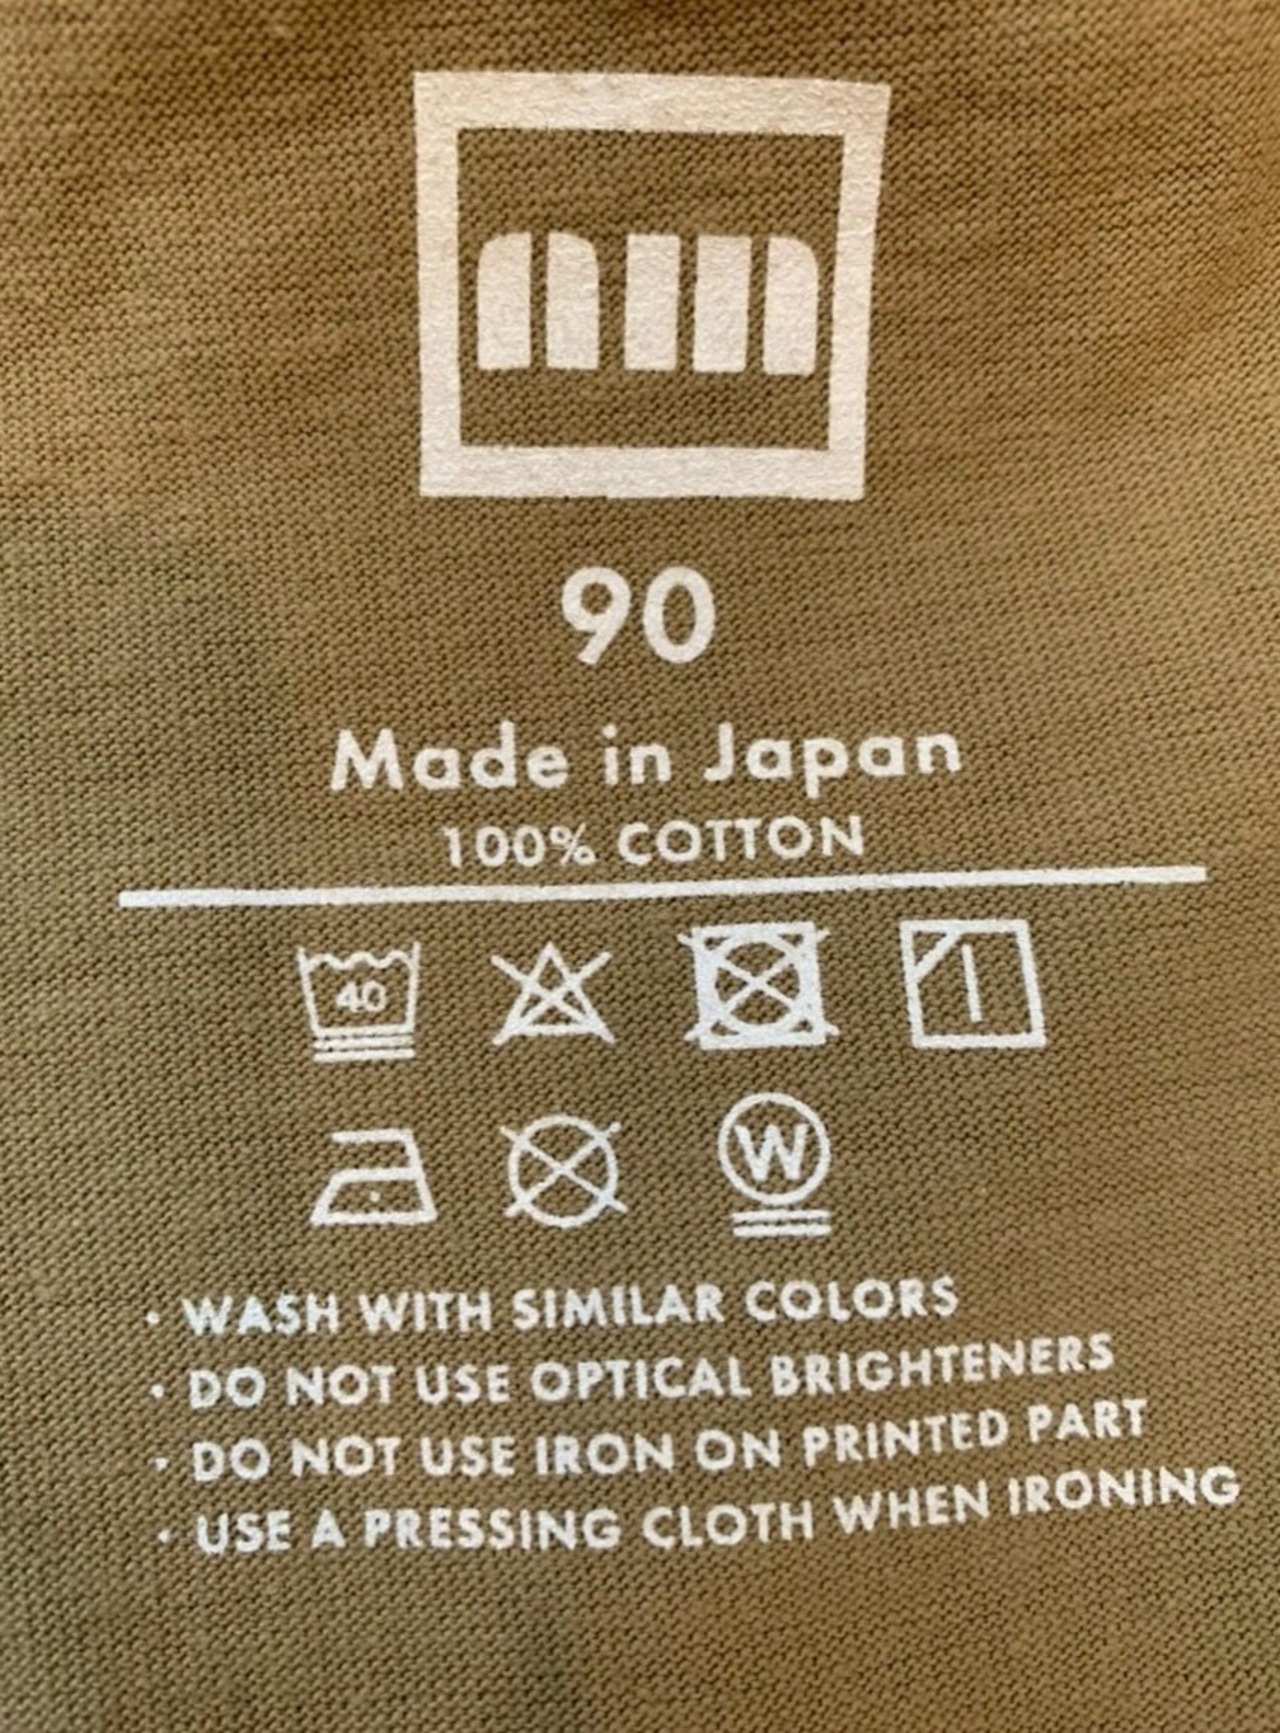 90
Made in Japan
100% COTTON
40
W
· WASH WITH SIMILAR COLORS
· DO NOT USE OPTICAL BRIGHTENERS
· DO NOT USE IRON ON PRINTED PART
· USE A PRESSING CLOTH WHEN IRONING